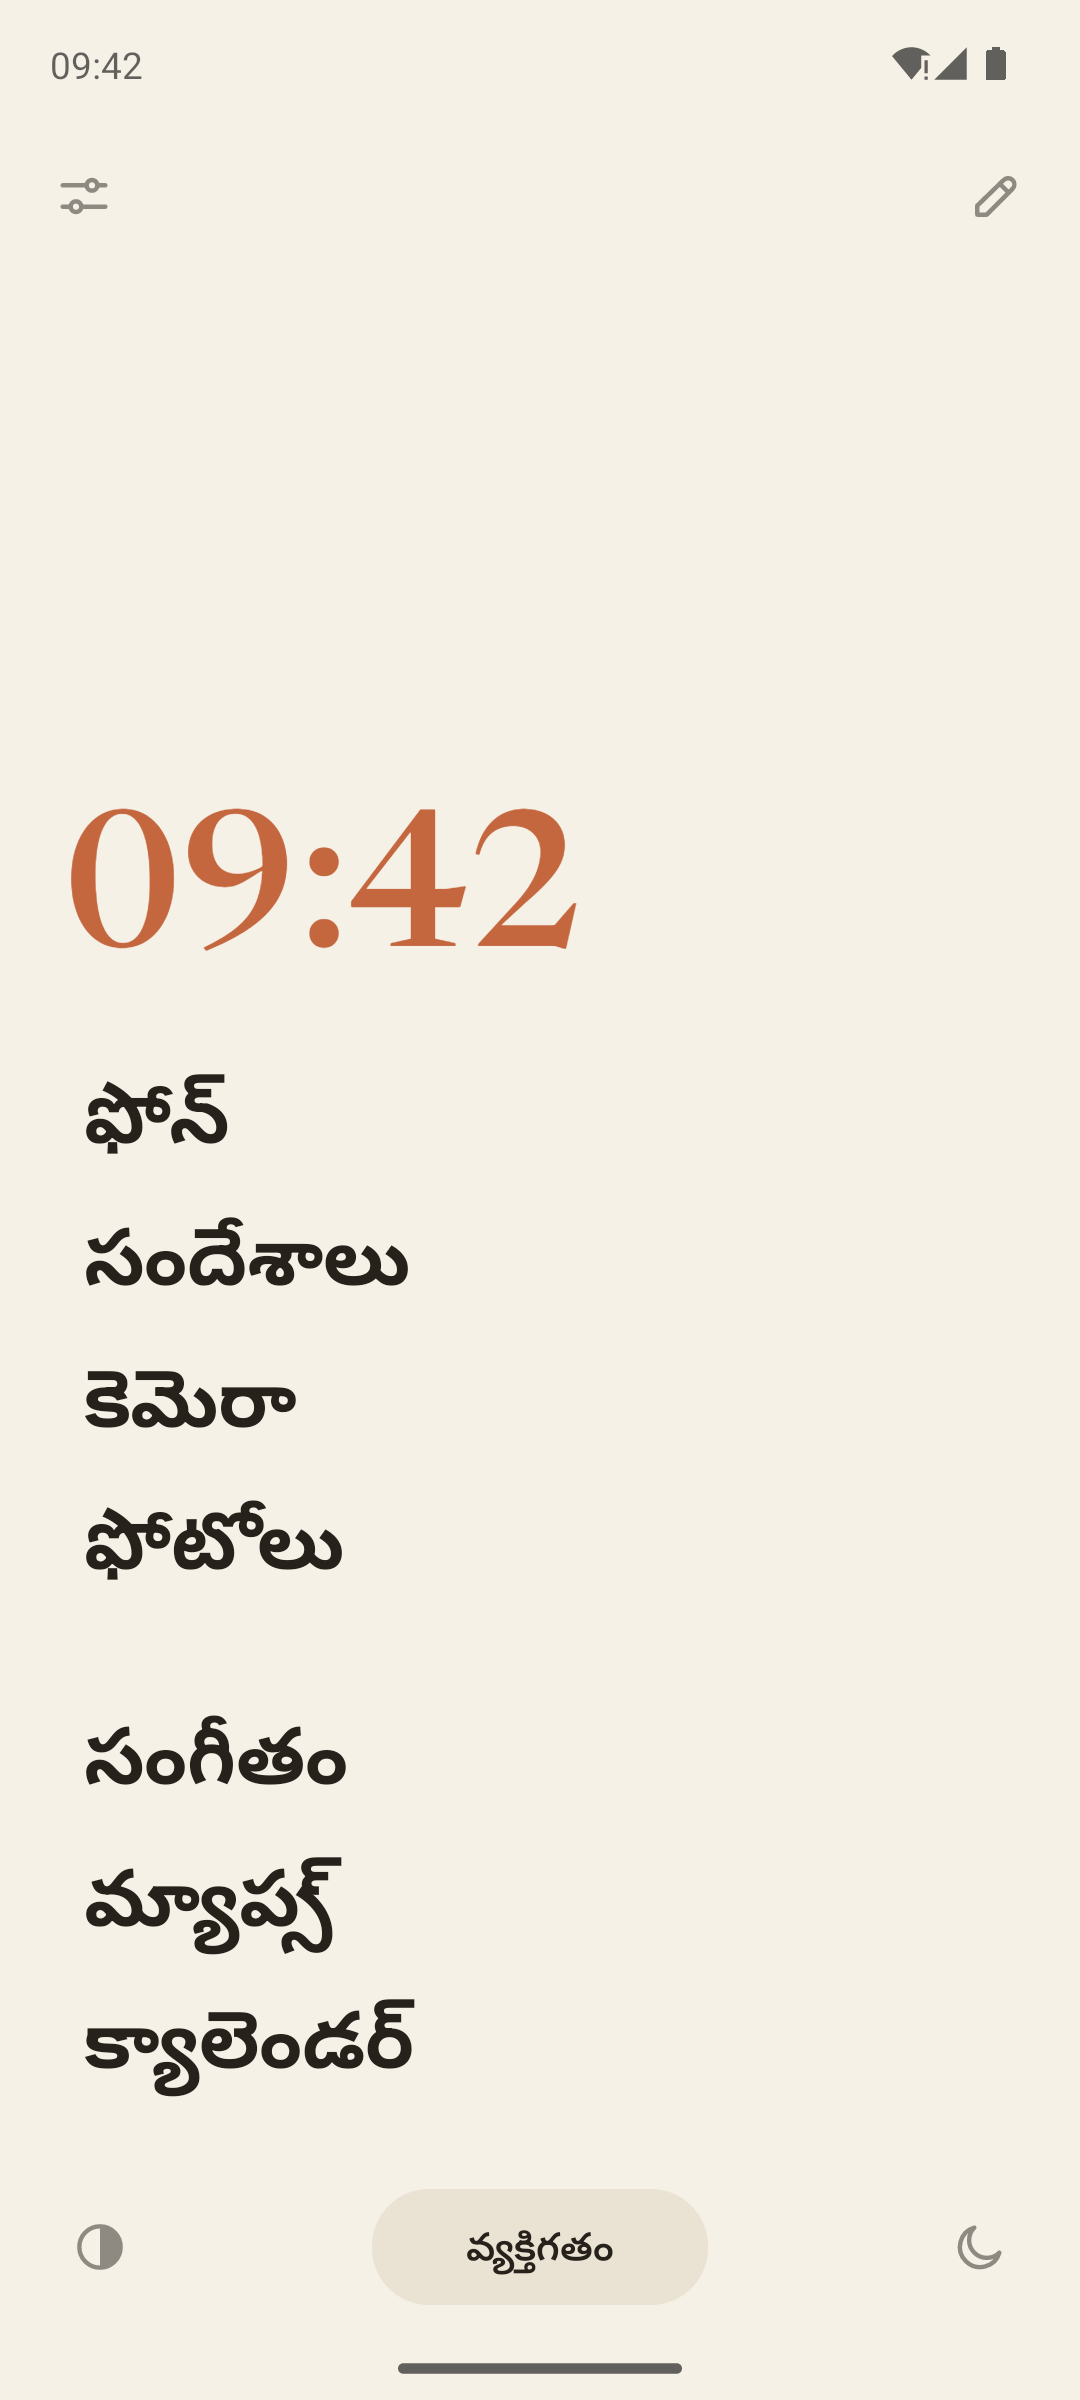 09:42
09:42
ఫోన్
సందేశాలు
కెమెరా
ఫోటోలు
సంగీతం
మ్యాప్స్
క్యాలెండర్
వ్యక్తిగతం